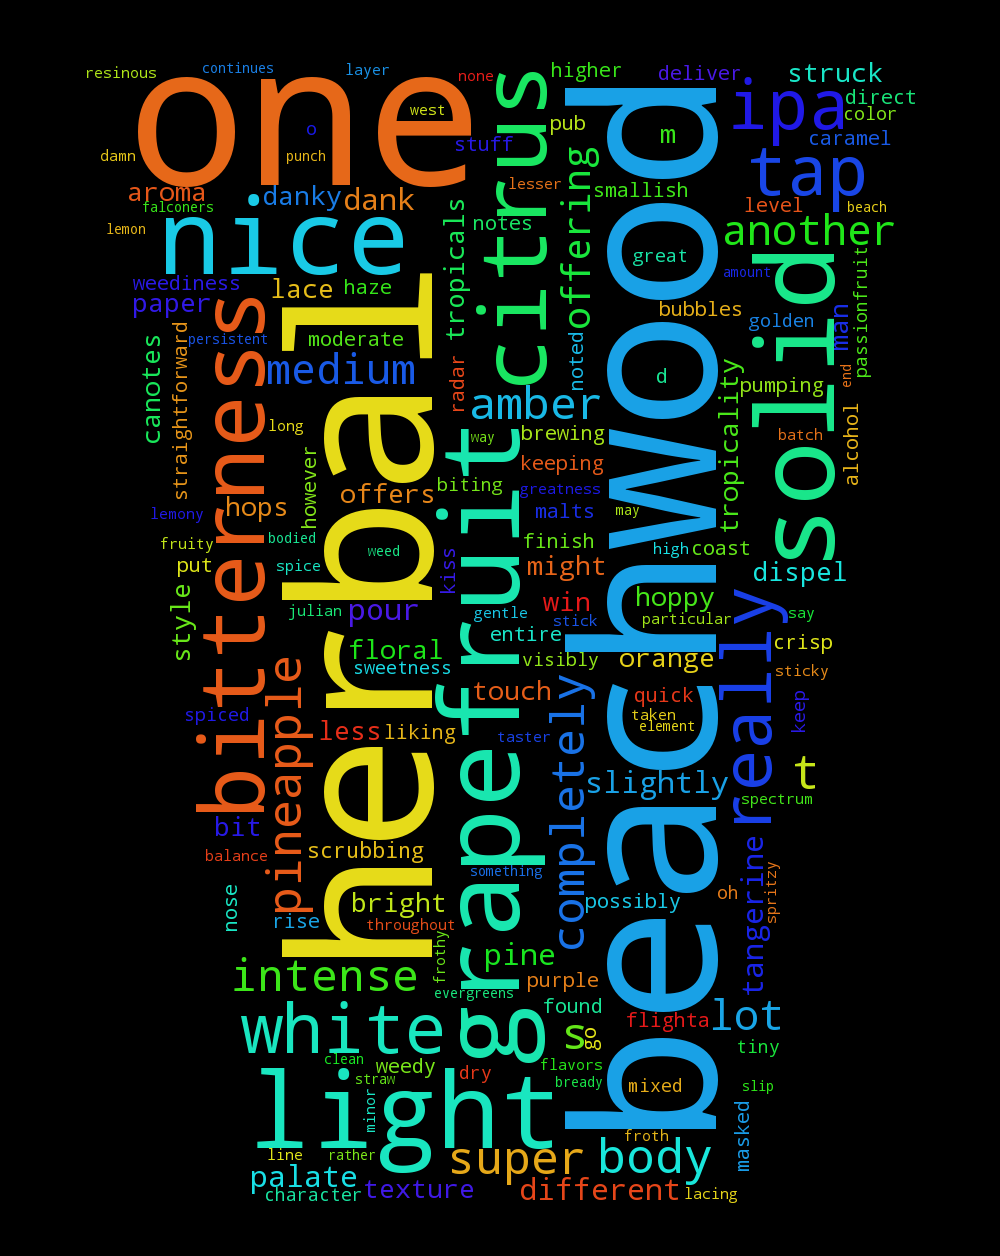 resinous
continues
layer
none
higher
deliver
struck
one
west
o
stuff
pub
citrus
m
ipa
direct
color
caramel
damn
punch
lesser
tap
aroma
danky
dank
smallish
level
beach
falconers
lemon
nice
tropicals
notes
offering
great
another
weediness
lace
haze
amount
passionfruit
paper
bubbles
golden
man
persistent
moderate
noted
solid
canotes
straightforward
bitterness
medium
radar
d
pumping
end
herbal
amber
tropicality
long
way
brewing
batch
alcohol
however
offers
biting
keeping
greatness
beachwood
hops
lemony
grapefruit
malts
may
fruity
bodied
weed
finish
high
coast
put
spice
kiss
might
dispel
style
julian
pour
win
hoppy
gentle
stick
particular
say
floral
entire
really
crisp
sweetness
visibly
orange
sticky
pineapple
touch
quick
spiced
less
liking
taken
element
keep
taster
completely
bit
slightly
t
spectrum
balance
scrubbing
something
tangerine
spritzy
nose
rise
bright
throughout
possibly
oh
frothy
pine
intense
evergreens
purple
found
white
s
go
flighta
lot
clean
weedy
flavors
tiny
straw
dry
bready
mixed
slip
light
minor
froth
masked
line
rather
super
body
palate
character
texture
different
lacing